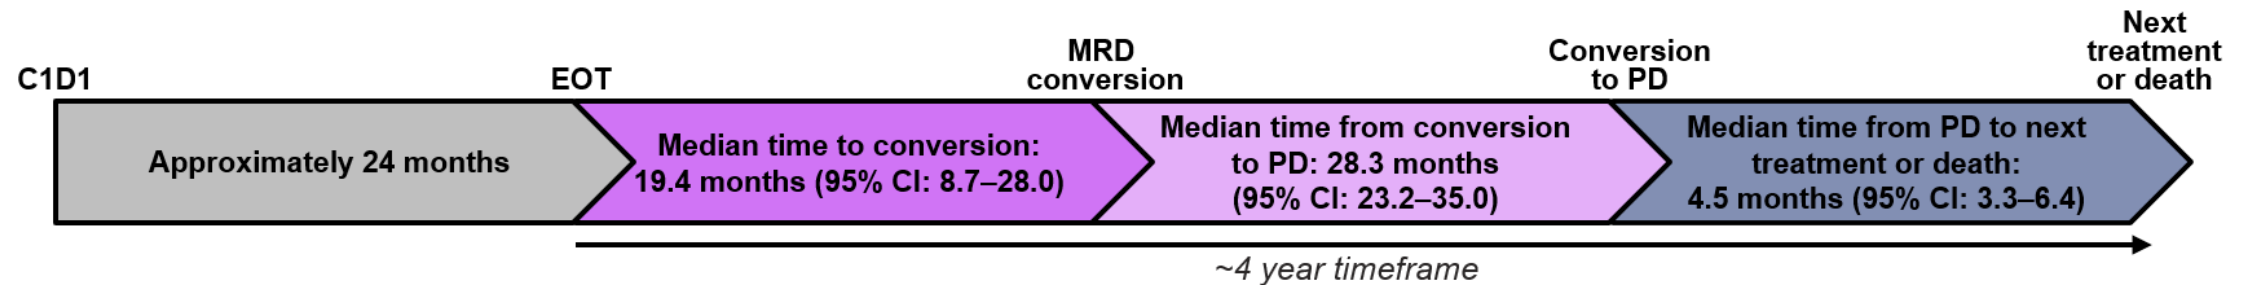 C1D1
EOT
MRD
conversion
Conversion
to PD
Next
treatment
or death
Approximately 24 months
Median time to conversion:
19.4 months (95% CI: 8.7–28.0)
Median time from conversion
to PD: 28.3 months
(95% CI: 23.2–35.0)
Median time from PD to next
treatment or death:
4.5 months (95% CI: 3.3–6.4)
~4 year timeframe